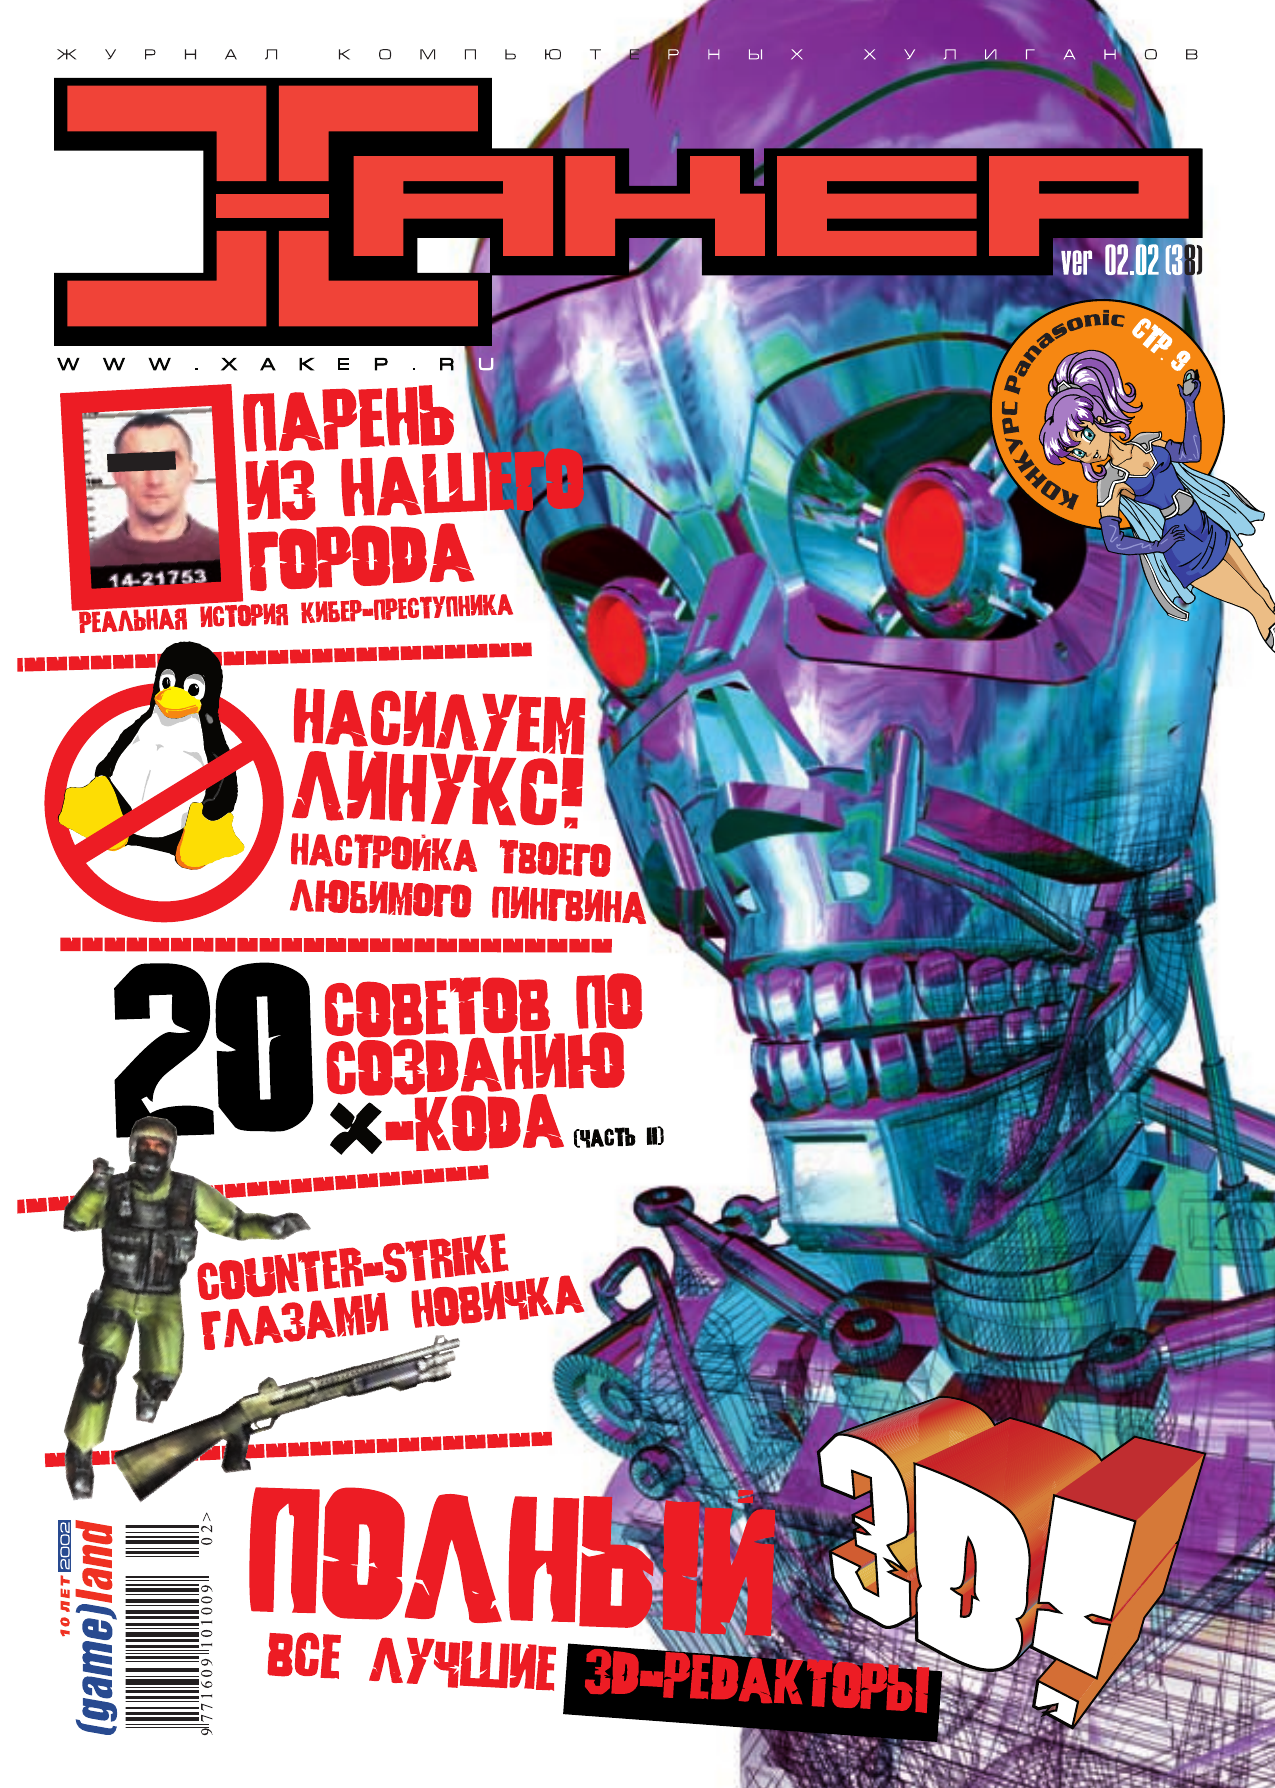 ЖУРНАЛ КОМПЬЮТЕРНЫХ ХУЛИГАНОВ
ХАКЕР
ver 02.02 (38)
WWW.XAKEP.RU
КОНКУРС Panasonic СТР. 9
ПАРЕНЬ
ИЗ НАШЕГО
ГОРОДА
14-21753
РЕАЛЬНАЯ ИСТОРИЯ КИБЕР-ПРЕСТУПНИКА
НАСИЛУЕМ
ЛИНУКС!
НАСТРОЙКА ТВОЕГО
ЛЮБИМОГО ПИНГВИНА
20 СОВЕТОВ ПО
СОЗДАНИЮ
X-КОДА (ЧАСТЬ II)
COUNTER-STRIKE
ГЛАЗАМИ НОВИЧКА
ПОЛНЫЙ 3D!
ВСЕ ЛУЧШИЕ 3D-РЕДАКТОРЫ
10 ЛЕТ 2002
(game)land
9 771609 101009
02>